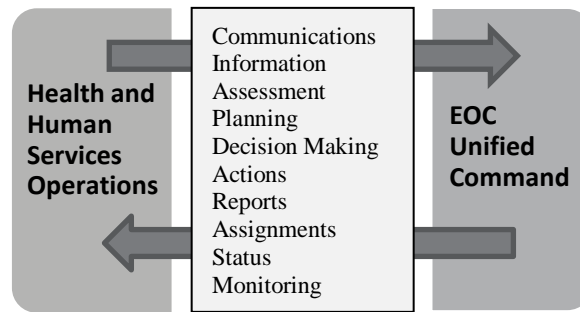 Health and
Human
Services
Operations
Communications
Information
Assessment
Planning
Decision Making
Actions
Reports
Assignments
Status
Monitoring
EOC
Unified
Command